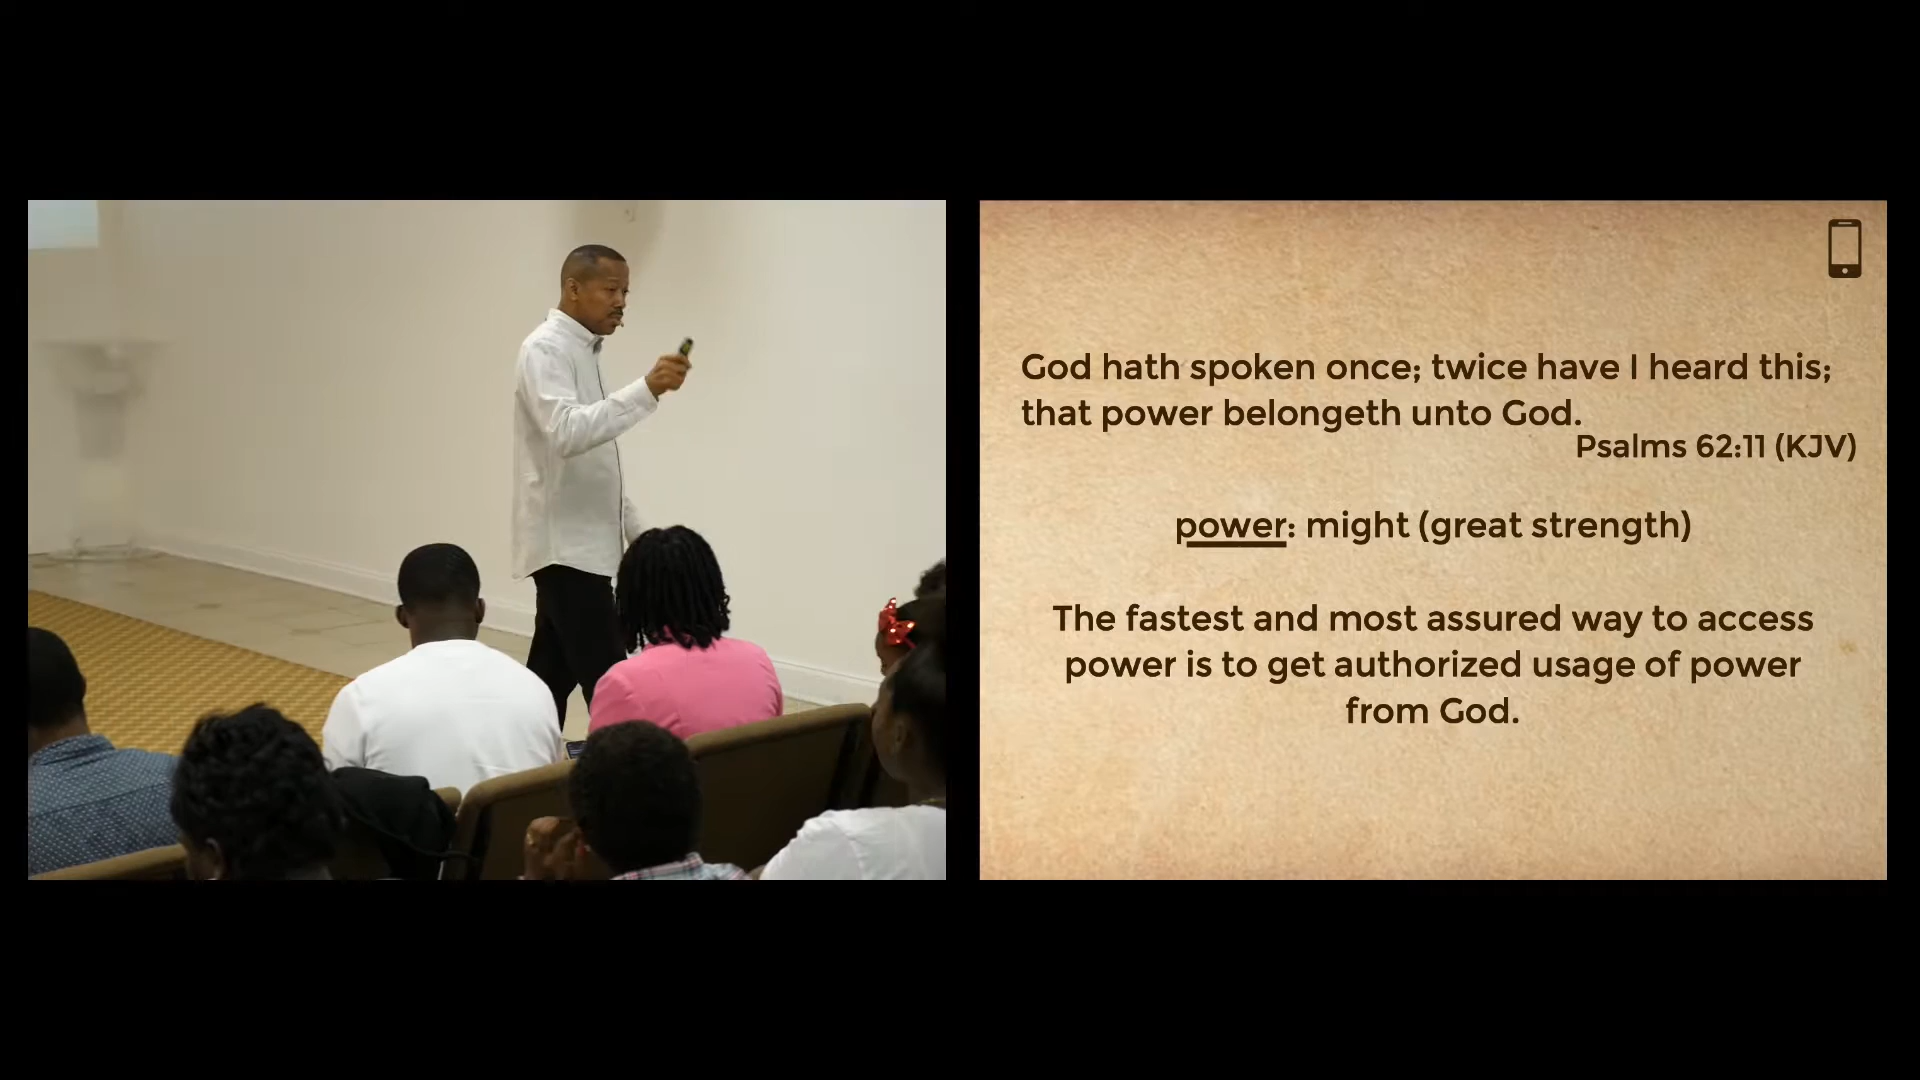 God hath spoken once; twice have I heard this;
that power belongeth unto God.
Psalms 62:11 (KJV)
power: might (great strength)
The fastest and most assured way to access
power is to get authorized usage of power
from God.